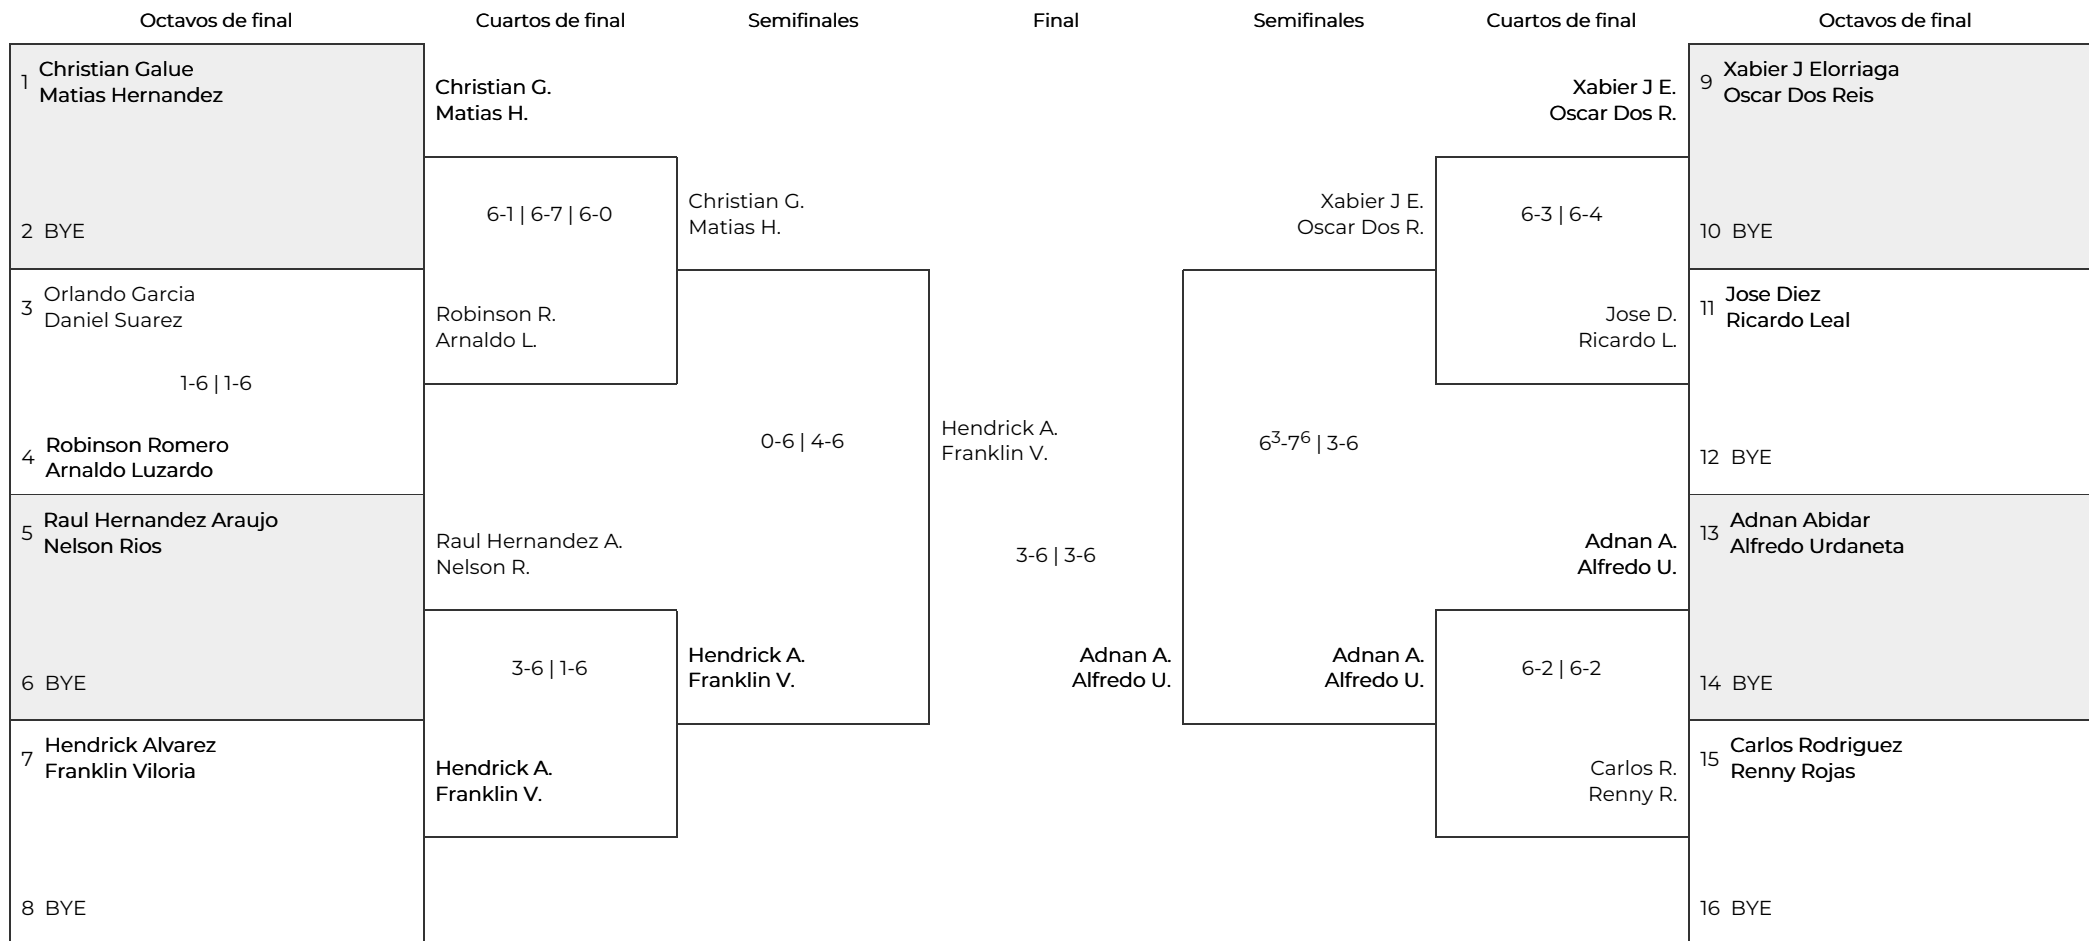 Octavos de final
Cuartos de final
Semifinales
Final
Semifinales
Cuartos de final
Octavos de final
1 Christian Galue
Matias Hernandez
2 BYE
3 Orlando Garcia
Daniel Suarez
1-6 | 1-6
4 Robinson Romero
Arnaldo Luzardo
5 Raul Hernandez Araujo
Nelson Rios
6 BYE
7 Hendrick Alvarez
Franklin Viloria
8 BYE
Christian G.
Matias H.
6-1 | 6-7 | 6-0
Robinson R.
Arnaldo L.
Raul Hernandez A.
Nelson R.
3-6 | 1-6
Hendrick A.
Franklin V.
Christian G.
Matias H.
0-6 | 4-6
Hendrick A.
Franklin V.
Hendrick A.
Franklin V.
3-6 | 3-6
Adnan A.
Alfredo U.
Xabier J E.
Oscar Dos R.
6³-7⁶ | 3-6
Adnan A.
Alfredo U.
Xabier J E.
Oscar Dos R.
6-3 | 6-4
Jose D.
Ricardo L.
Adnan A.
Alfredo U.
6-2 | 6-2
Carlos R.
Renny R.
9 Xabier J Elorriaga
Oscar Dos Reis
10 BYE
11 Jose Diez
Ricardo Leal
12 BYE
13 Adnan Abidar
Alfredo Urdaneta
14 BYE
15 Carlos Rodriguez
Renny Rojas
16 BYE